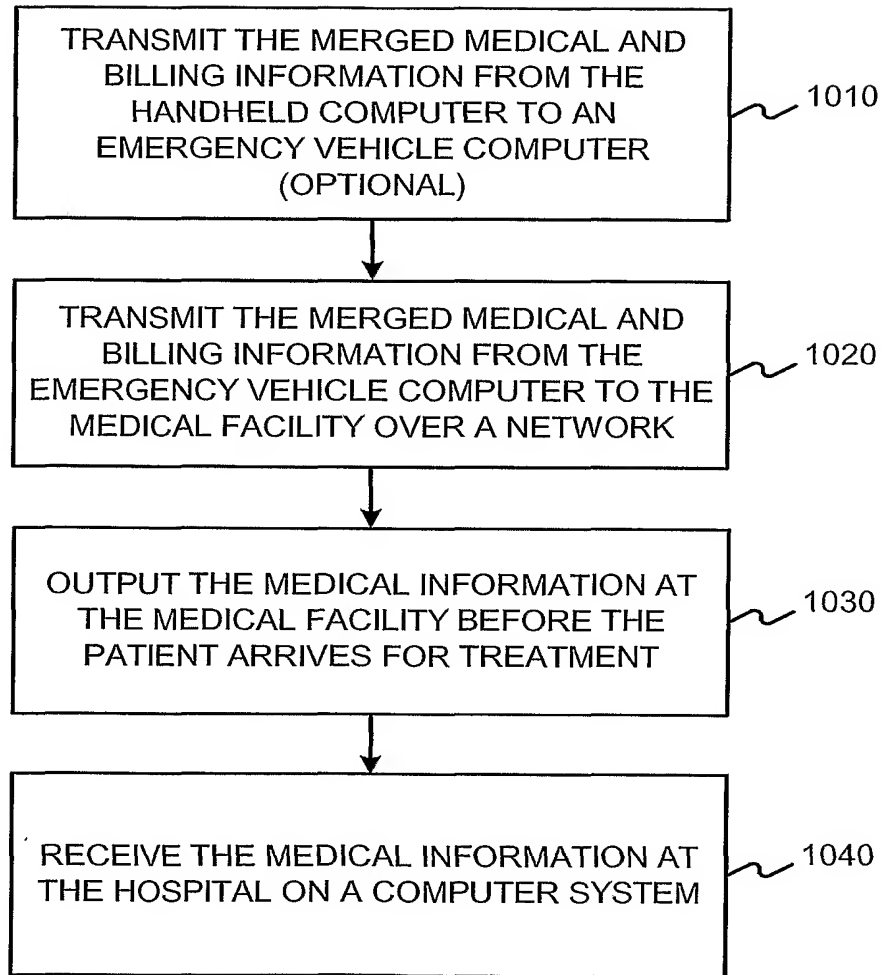 TRANSMIT THE MERGED MEDICAL AND
BILLING INFORMATION FROM THE
HANDHELD COMPUTER TO AN
EMERGENCY VEHICLE COMPUTER
(OPTIONAL)
1010
TRANSMIT THE MERGED MEDICAL AND
BILLING INFORMATION FROM THE
EMERGENCY VEHICLE COMPUTER TO THE
MEDICAL FACILITY OVER A NETWORK
1020
OUTPUT THE MEDICAL INFORMATION AT
THE MEDICAL FACILITY BEFORE THE
PATIENT ARRIVES FOR TREATMENT
1030
RECEIVE THE MEDICAL INFORMATION AT
THE HOSPITAL ON A COMPUTER SYSTEM
1040